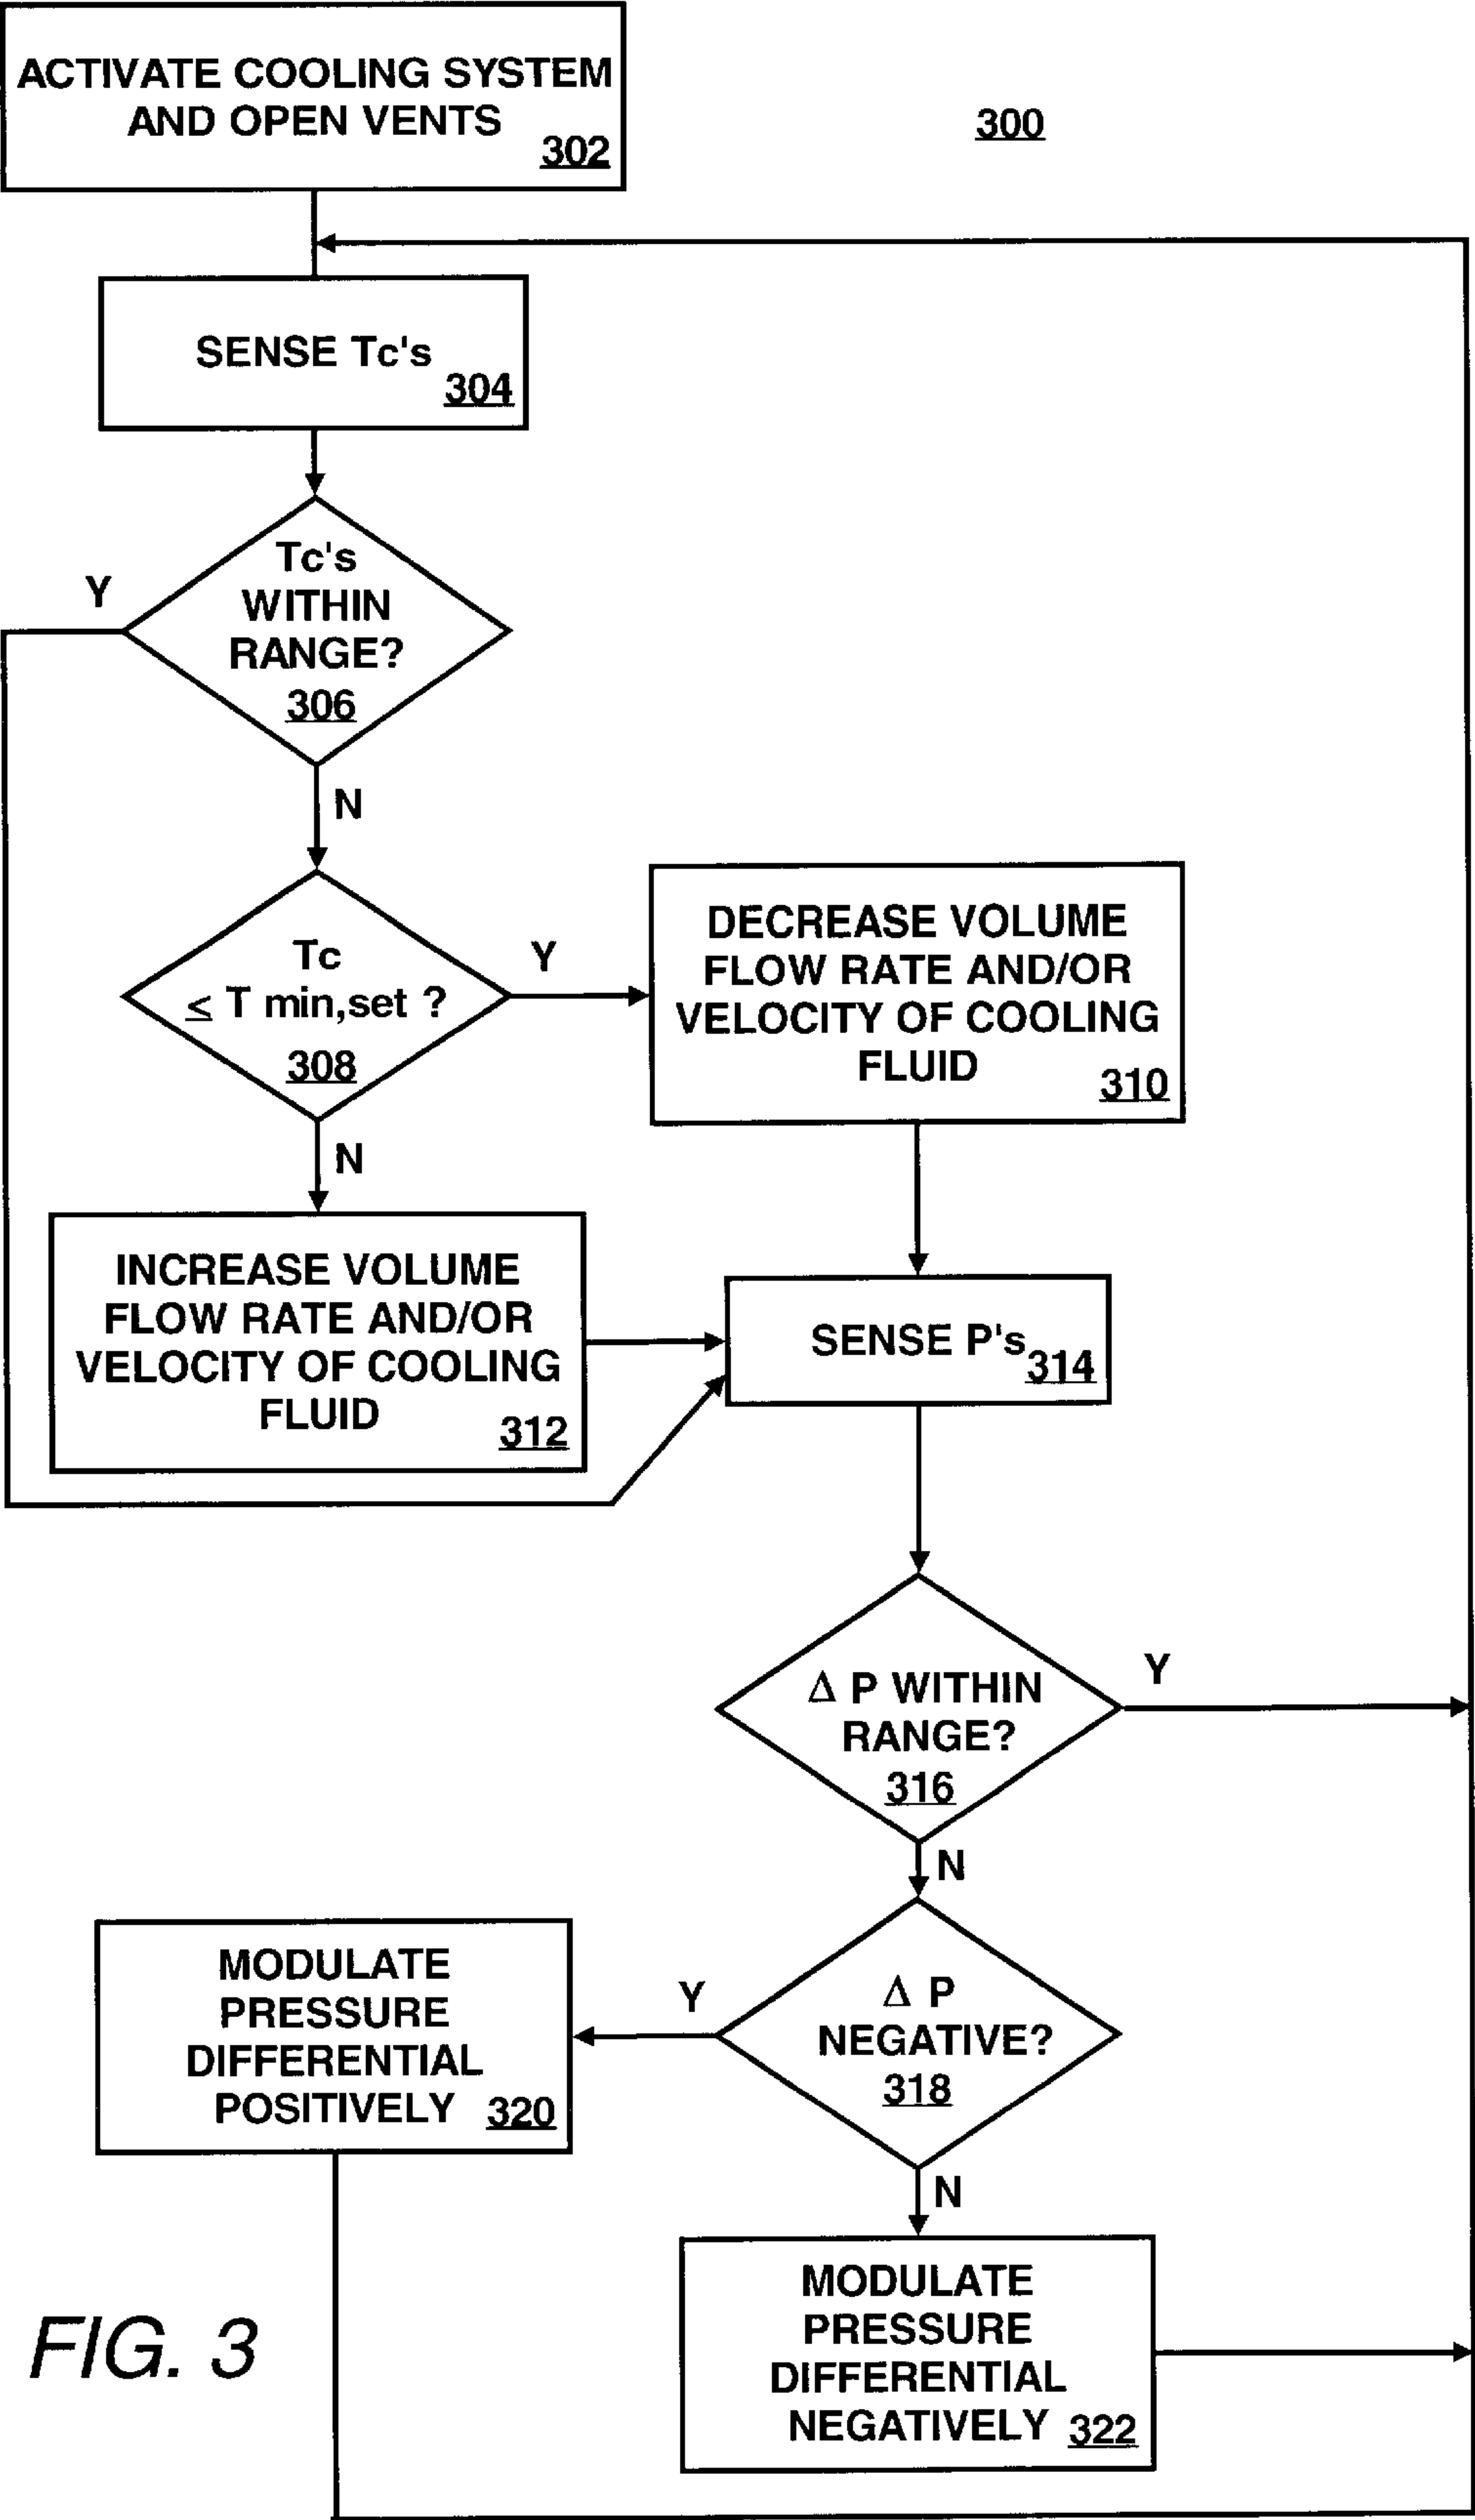 ACTIVATE COOLING SYSTEM
AND OPEN VENTS
302
300
SENSE Tc's
304
Tc's
WITHIN
RANGE?
306
Y
N
Tc
≤ T min,set ?
308
Y
N
DECREASE VOLUME
FLOW RATE AND/OR
VELOCITY OF COOLING
FLUID
310
INCREASE VOLUME
FLOW RATE AND/OR
VELOCITY OF COOLING
FLUID
312
SENSE P's
314
Δ P WITHIN
RANGE?
316
Y
N
Δ P
NEGATIVE?
318
Y
N
MODULATE
PRESSURE
DIFFERENTIAL
POSITIVELY
320
MODULATE
PRESSURE
DIFFERENTIAL
NEGATIVELY
322
FIG. 3